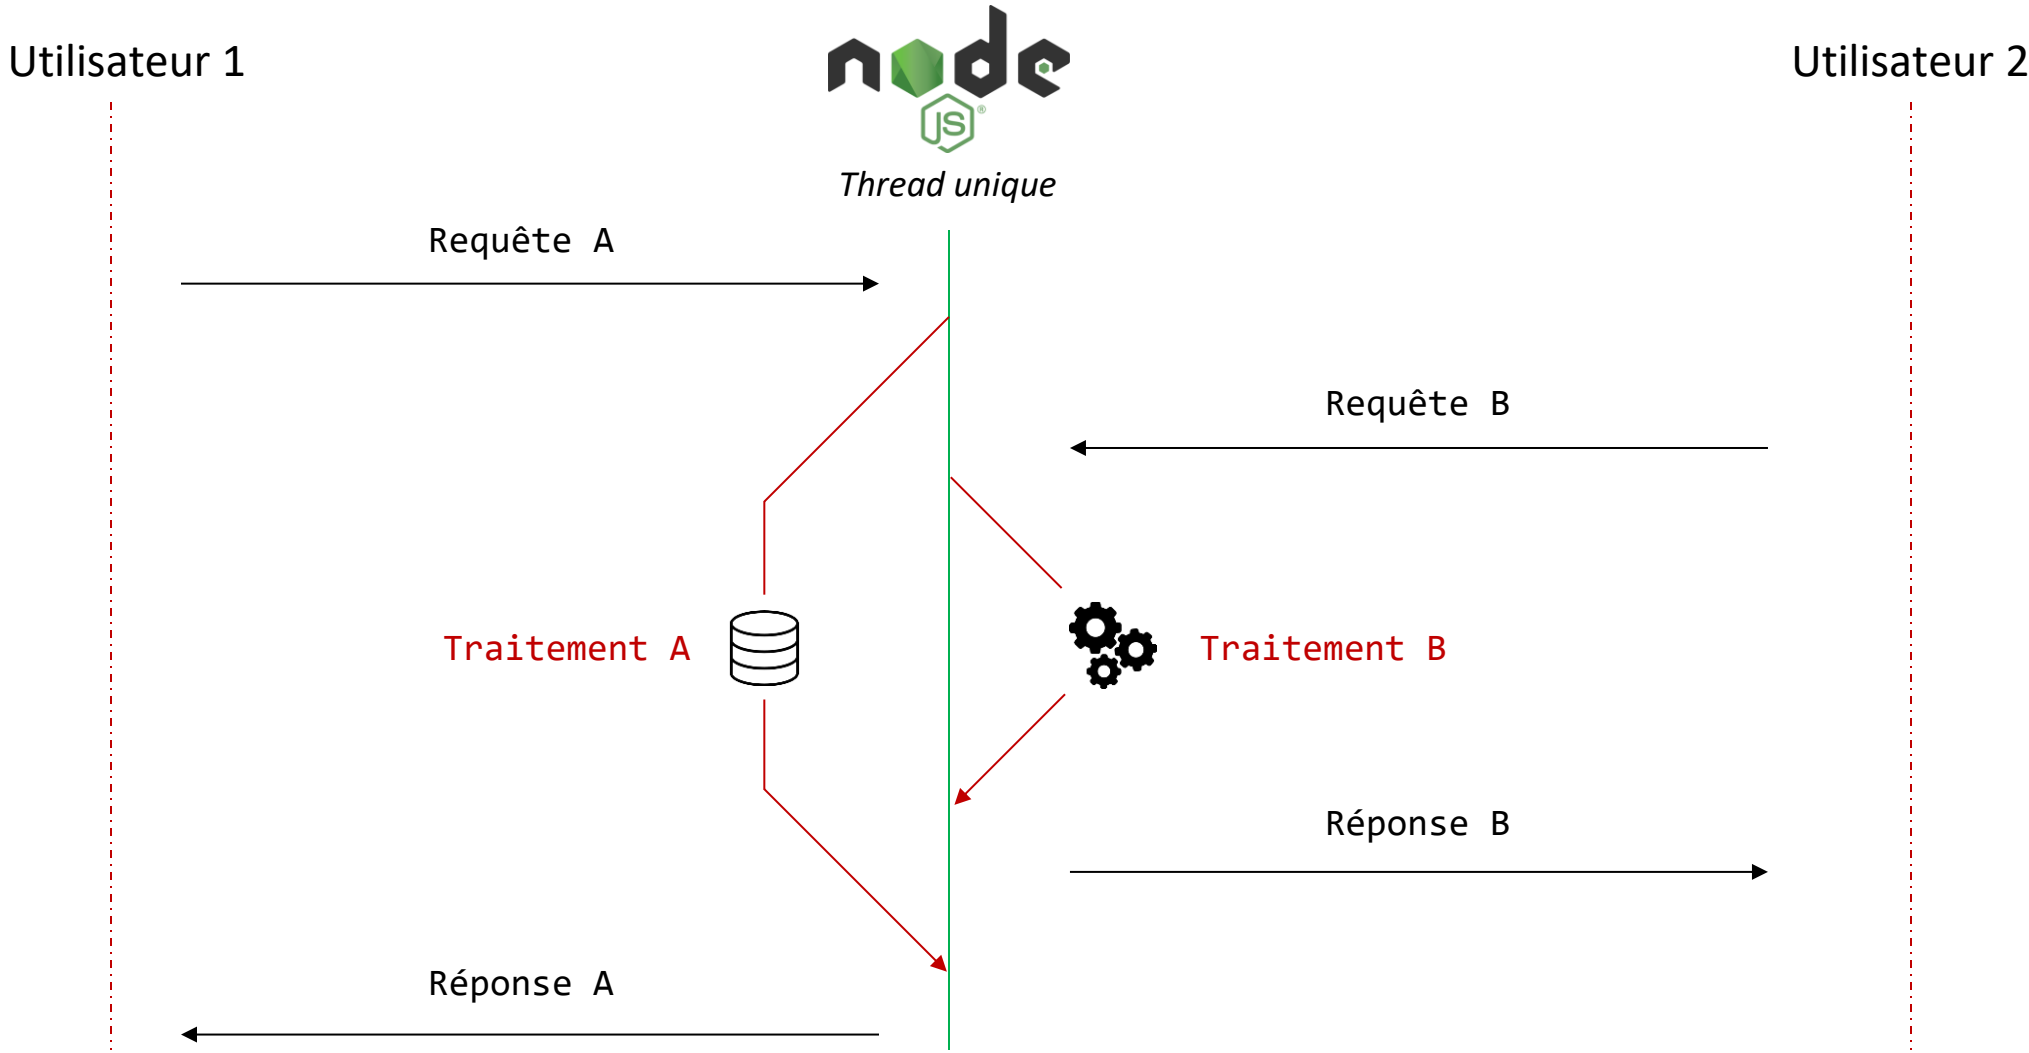 Utilisateur 1
node
JS®
Utilisateur 2
Thread unique
Requête A
Requête B
Traitement A
Traitement B
Réponse B
Réponse A